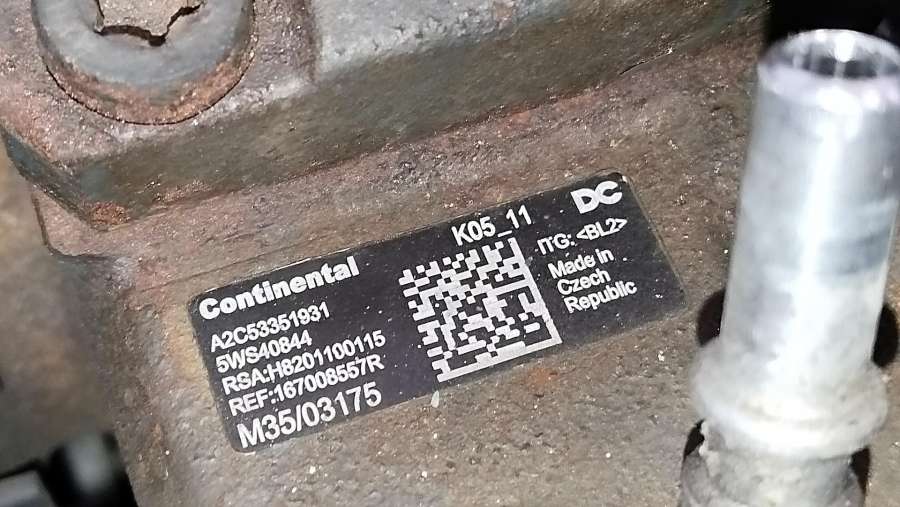 Continental
A2C53351931
5WS40844
RSA:H8201100115
REF:167008557R
M35/03175
K05_11
DC
ITG: <BL2>
Made in
Czech
Republic